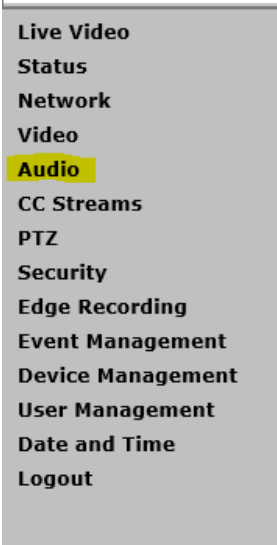 Live Video
Status
Network
Video
Audio
CC Streams
PTZ
Security
Edge Recording
Event Management
Device Management
User Management
Date and Time
Logout